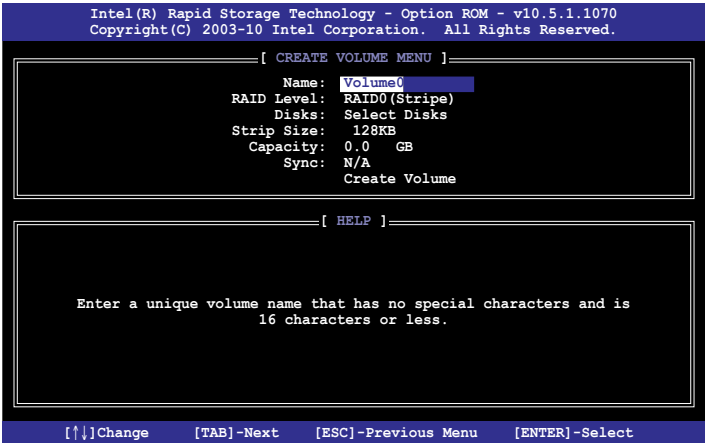 Intel(R) Rapid Storage Technology - Option ROM - v10.5.1.1070
Copyright(C) 2003-10 Intel Corporation.  All Rights Reserved.
[ CREATE VOLUME MENU ]
Name: Volume0
RAID Level: RAID0(Stripe)
Disks: Select Disks
Strip Size: 128KB
Capacity: 0.0 GB
Sync: N/A
Create Volume
[ HELP ]
Enter a unique volume name that has no special characters and is
16 characters or less.
[↑↓]Change [TAB]-Next [ESC]-Previous Menu [ENTER]-Select